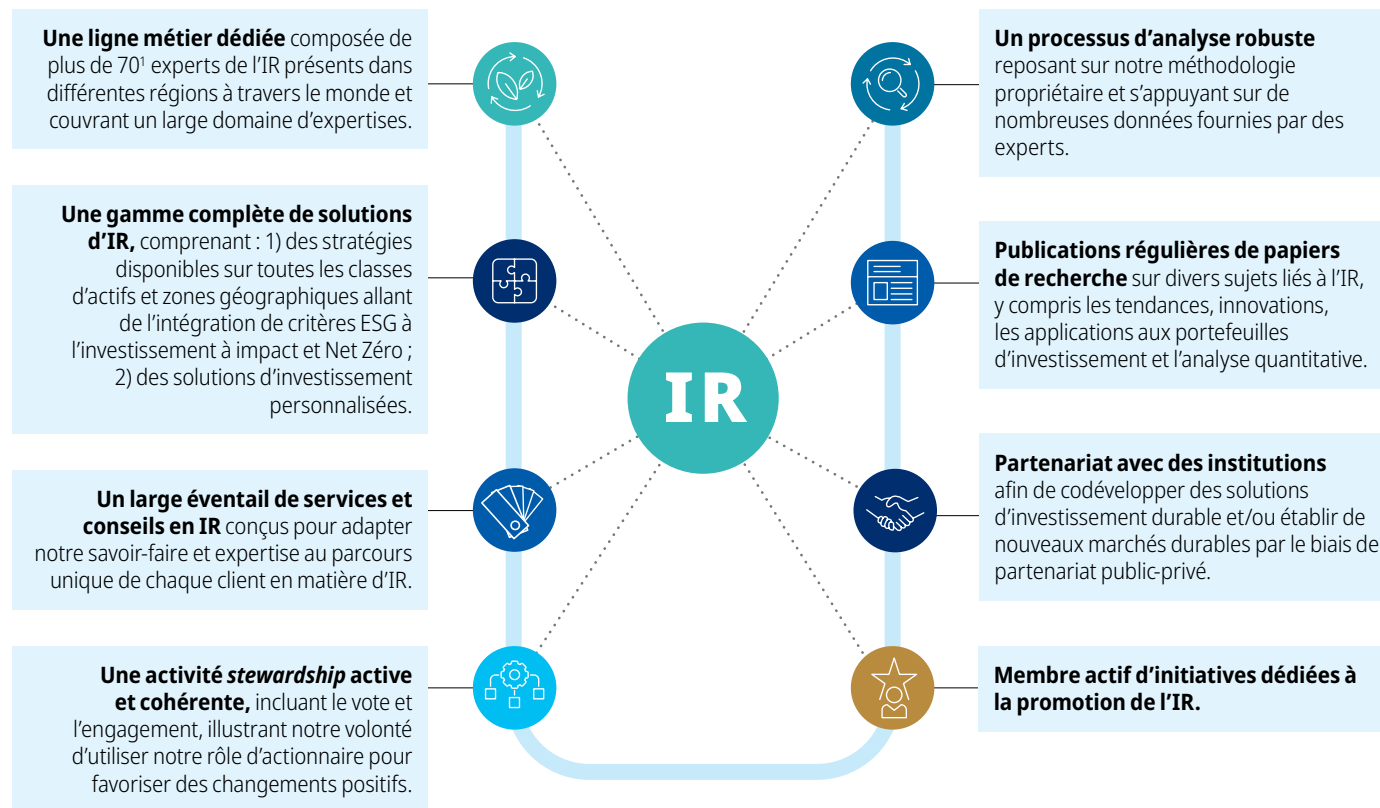 Une ligne métier dédiée composée de
plus de 70¹ experts de l'IR présents dans
différentes régions à travers le monde et
couvrant un large domaine d'expertises.
Une gamme complète de solutions
d'IR, comprenant : 1) des stratégies
disponibles sur toutes les classes
d'actifs et zones géographiques allant
de l'intégration de critères ESG à
l'investissement à impact et Net Zéro ;
2) des solutions d'investissement
personnalisées.
Un large éventail de services et
conseils en IR conçus pour adapter
notre savoir-faire et expertise au parcours
unique de chaque client en matière d'IR.
Une activité stewardship active
et cohérente, incluant le vote et
l'engagement, illustrant notre volonté
d'utiliser notre rôle d'actionnaire pour
favoriser des changements positifs.
IR
Un processus d'analyse robuste
reposant sur notre méthodologie
propriétaire et s'appuyant sur de
nombreuses données fournies par des
experts.
Publications régulières de papiers
de recherche sur divers sujets liés à l'IR,
y compris les tendances, innovations,
les applications aux portefeuilles
d'investissement et l'analyse quantitative.
Partenariat avec des institutions
afin de codévelopper des solutions
d'investissement durable et/ou établir de
nouveaux marchés durables par le biais de
partenariat public-privé.
Membre actif d'initiatives dédiées à
la promotion de l'IR.